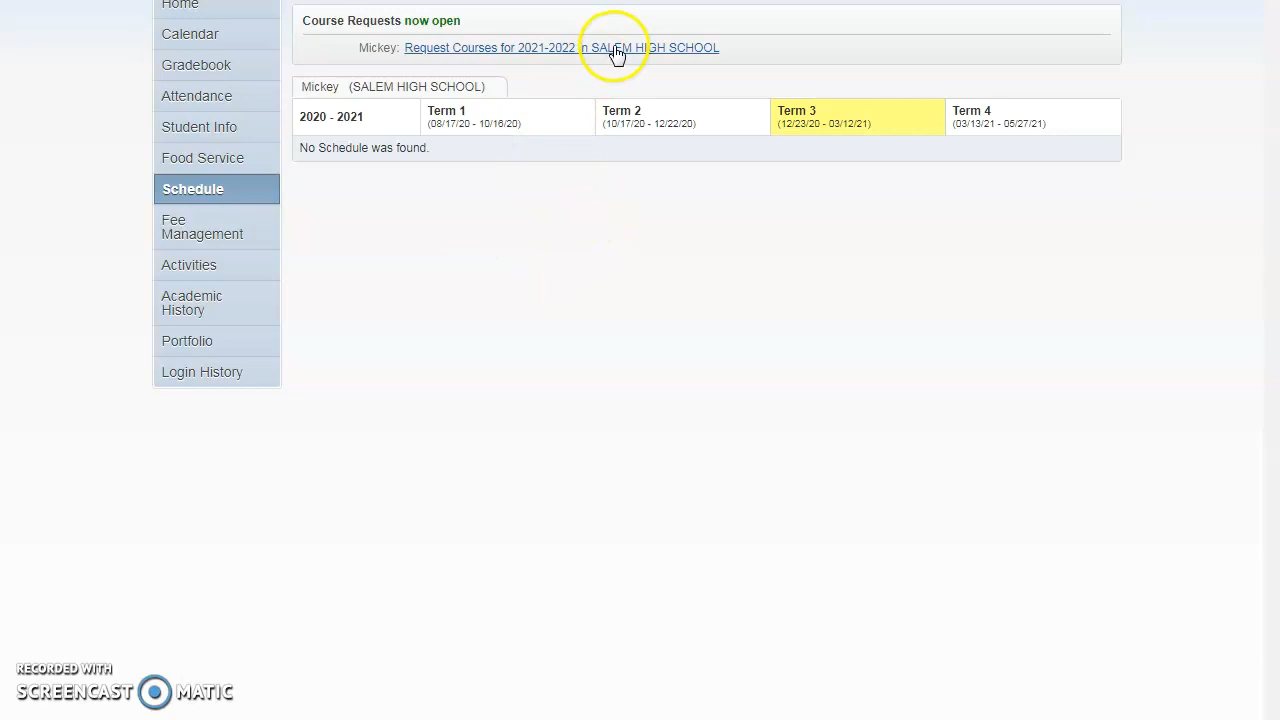 Home
Calendar
Gradebook
Attendance
Student Info
Food Service
Schedule
Fee
Management
Activities
Academic
History
Portfolio
Login History
Course Requests now open
Mickey: Request Courses for 2021-2022 in SALEM HIGH SCHOOL
Mickey (SALEM HIGH SCHOOL)
2020 - 2021
Term 1
(08/17/20 - 10/16/20)
Term 2
(10/17/20 - 12/22/20)
Term 3
(12/23/20 - 03/12/21)
Term 4
(03/13/21 - 05/27/21)
No Schedule was found.
RECORDED WITH
SCREENCAST MATIC